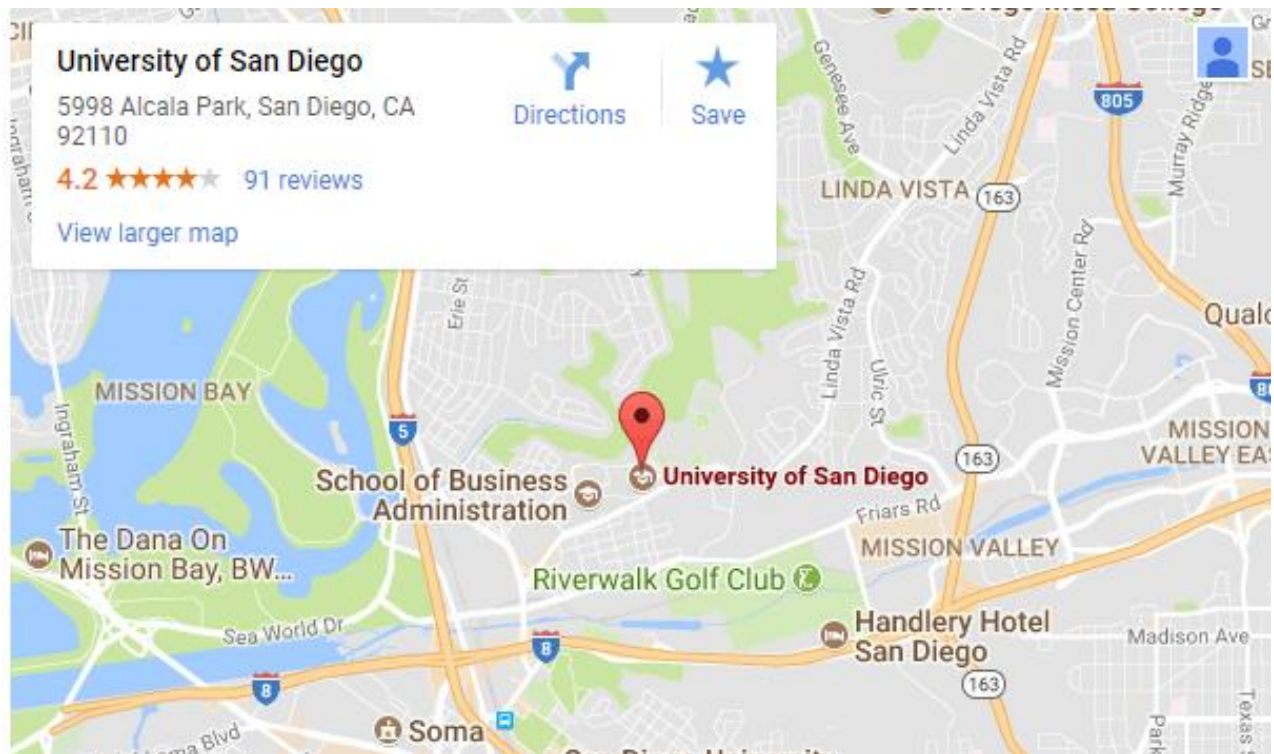 University of San Diego
5998 Alcala Park, San Diego, CA
92110
4.2
91 reviews
View larger map
Directions
Save
Genesee Ave
Linda Vista Rd
805
Murray Ridge
LINDA VISTA
163
Mission Center Rd
Erie St
Linda Vista Rd
Ulric St
MISSION BAY
Ingraham St
5
163
MISSION
University of San Diego
School of Business
Administration
Friars Rd
The Dana On
Mission Bay, BW...
MISSION VALLEY
Riverwalk Golf Club
Sea World Dr
8
8
Handlery Hotel
San Diego
Madison Ave
163
Soma
Texas